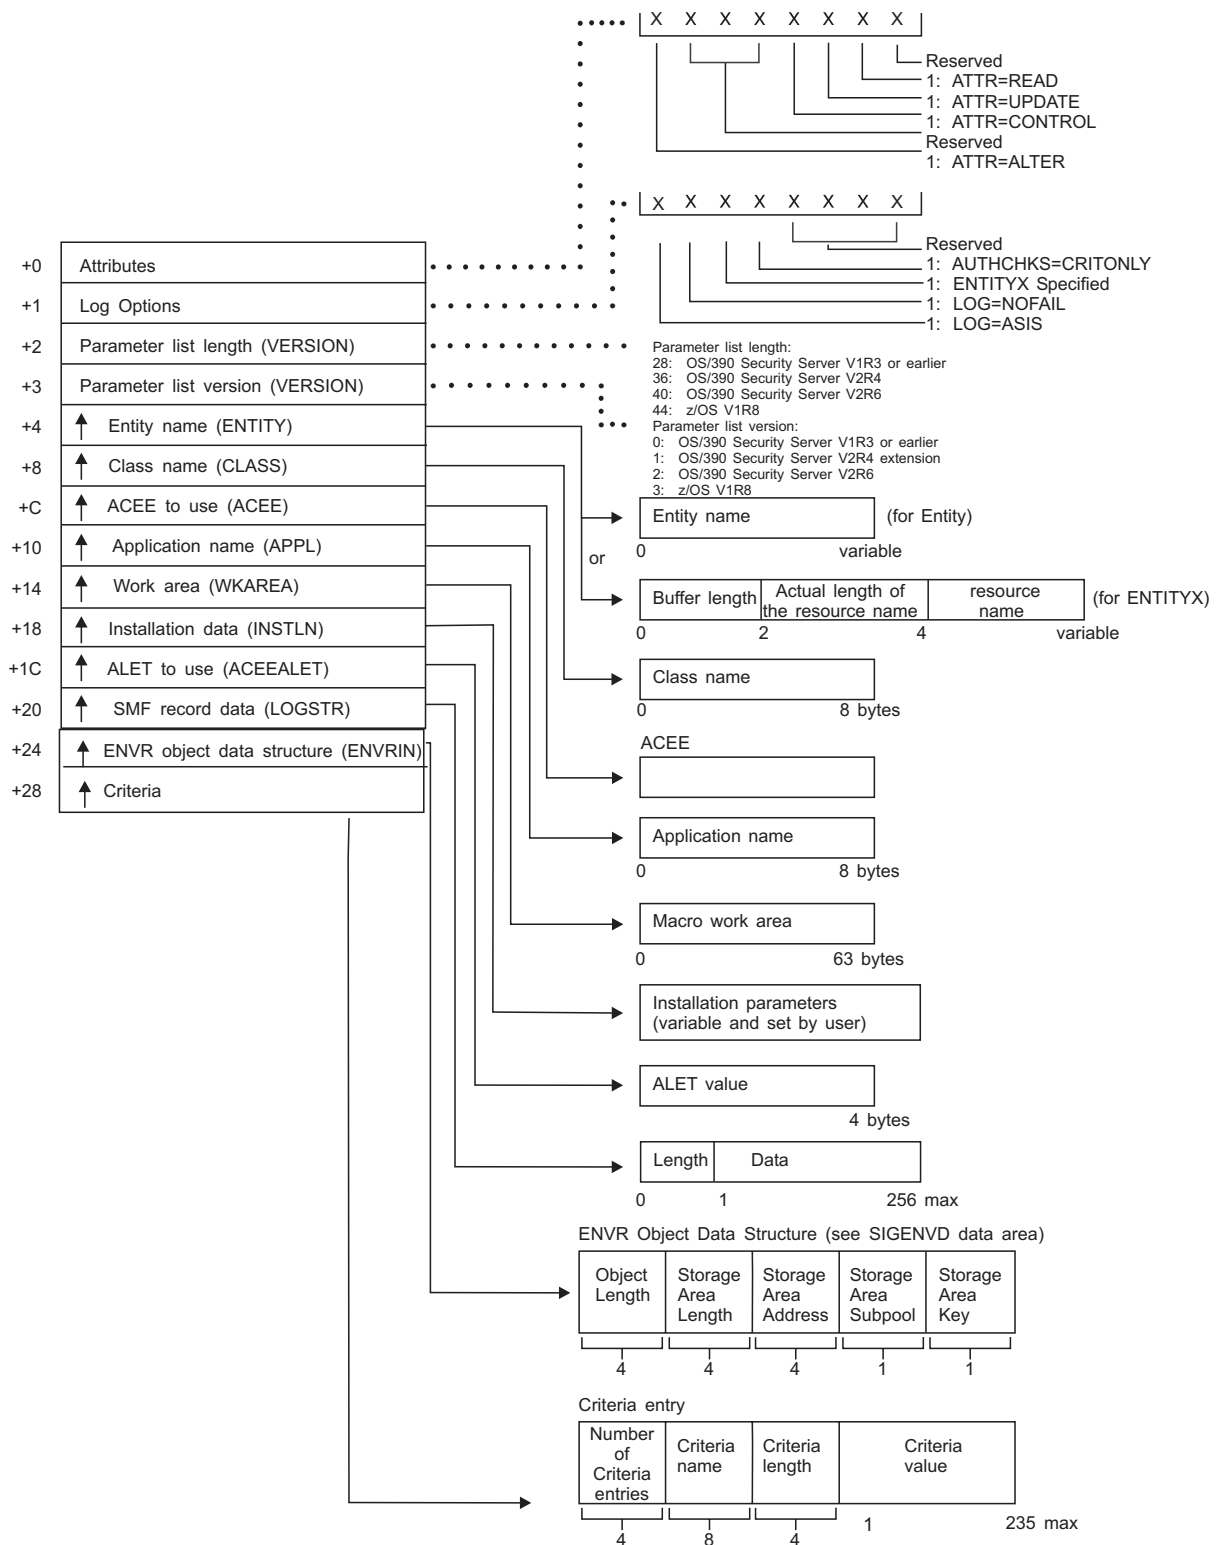 X X X X X X X X
Reserved
1: ATTR=READ
1: ATTR=UPDATE
1: ATTR=CONTROL
Reserved
1: ATTR=ALTER
X X X X X X X X
Reserved
1: AUTHCHKS=CRITONLY
1: ENTITYX Specified
1: LOG=NOFAIL
1: LOG=ASIS
+0 Attributes
+1 Log Options
+2 Parameter list length (VERSION)
+3 Parameter list version (VERSION)
+4 Entity name (ENTITY)
+8 Class name (CLASS)
+C ACEE to use (ACEE)
+10 Application name (APPL)
+14 Work area (WKAREA)
+18 Installation data (INSTLN)
+1C ALET to use (ACEEALET)
+20 SMF record data (LOGSTR)
+24 ENVR object data structure (ENVRIN)
+28 Criteria
Parameter list length:
28: OS/390 Security Server V1R3 or earlier
36: OS/390 Security Server V2R4
40: OS/390 Security Server V2R6
44: z/OS V1R8
Parameter list version:
0: OS/390 Security Server V1R3 or earlier
1: OS/390 Security Server V2R4 extension
2: OS/390 Security Server V2R6
3: z/OS V1R8
Entity name (for Entity)
0 variable
or
Buffer length Actual length of the resource name resource name (for ENTITYX)
0 2 4 variable
Class name
0 8 bytes
ACEE
Application name
0 8 bytes
Macro work area
0 63 bytes
Installation parameters
(variable and set by user)
ALET value
4 bytes
Length Data
0 1 256 max
ENVR Object Data Structure (see SIGENVD data area)
Object Storage Storage Storage Storage
Length Area Area Area Area
Length Address Subpool Key
4 4 4 1 1
Criteria entry
Number of Criteria entries Criteria name Criteria length Criteria value
4 8 4 1 235 max